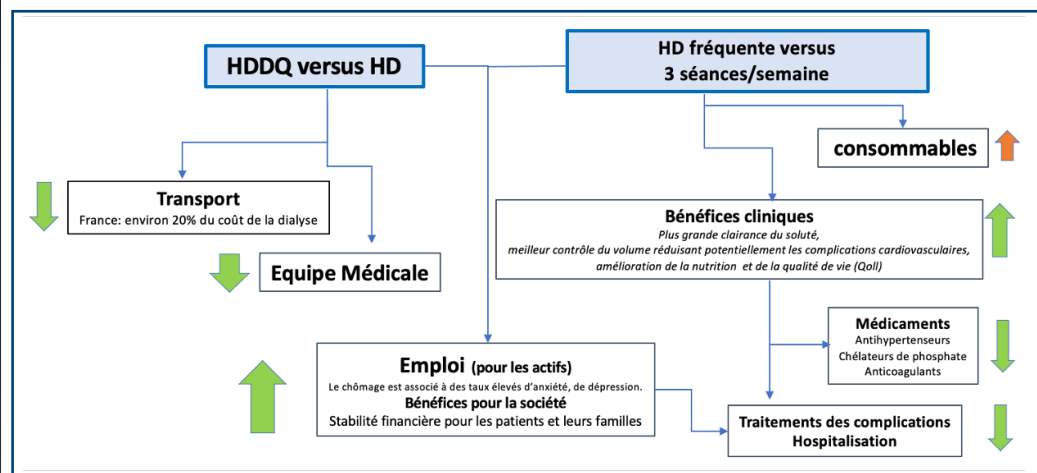 HDDQ versus HD
HD fréquente versus
3 séances/semaine
consommables
Transport
France: environ 20% du coût de la dialyse
Bénéfices cliniques
Plus grande clairance du soluté,
meilleur contrôle du volume réduisant potentiellement les complications cardiovasculaires,
amélioration de la nutrition et de la qualité de vie (Qoll)
Equipe Médicale
Médicaments
Antihypertenseurs
Chélateurs de phosphate
Anticoagulants
Emploi (pour les actifs)
Le chômage est associé à des taux élevés d'anxiété, de dépression.
Bénéfices pour la société
Stabilité financière pour les patients et leurs familles
Traitements des complications
Hospitalisation